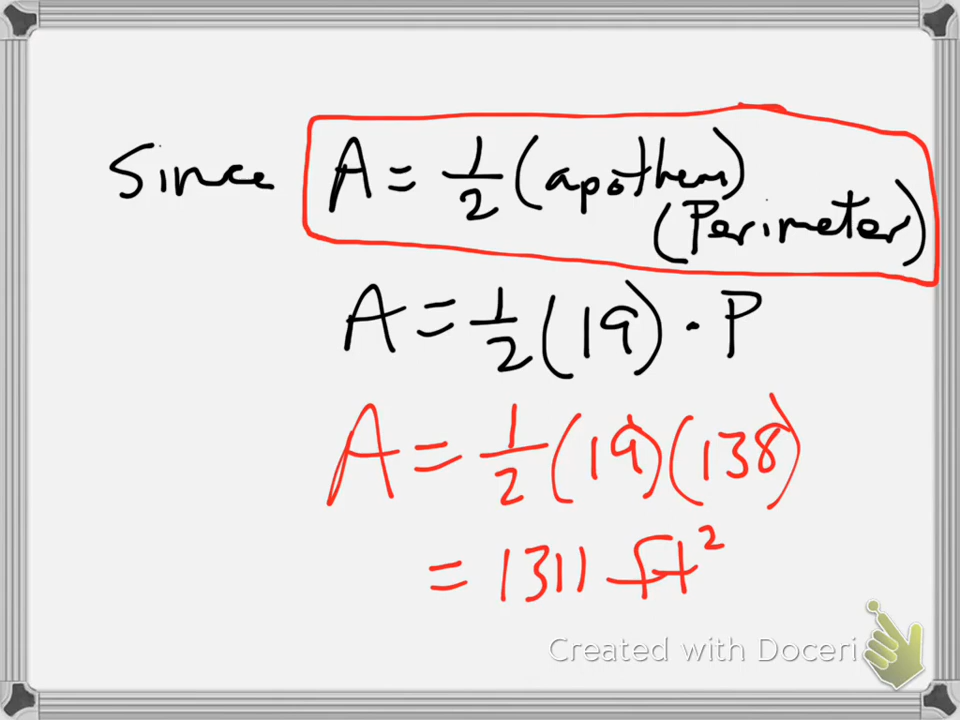 Since A = 1/2 (apothem)
(Perimeter)
A = 1/2 (19) · P
A = 1/2 (19)(138)
= 1311 ft²
Created with Doceri